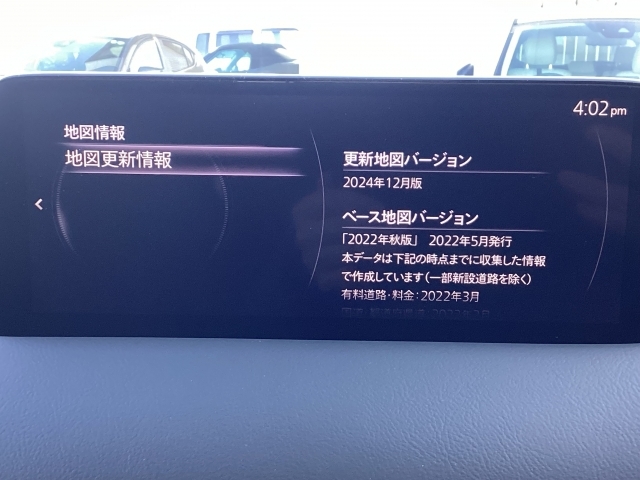 4:02pm
地図情報
地図更新情報
更新地図バージョン
2024年12月版
ベース地図バージョン
「2022年秋版」 2022年5月発行
本データは下記の時点までに収集した情報
で作成しています(一部新設道路を除く)
有料道路・料金:2022年3月